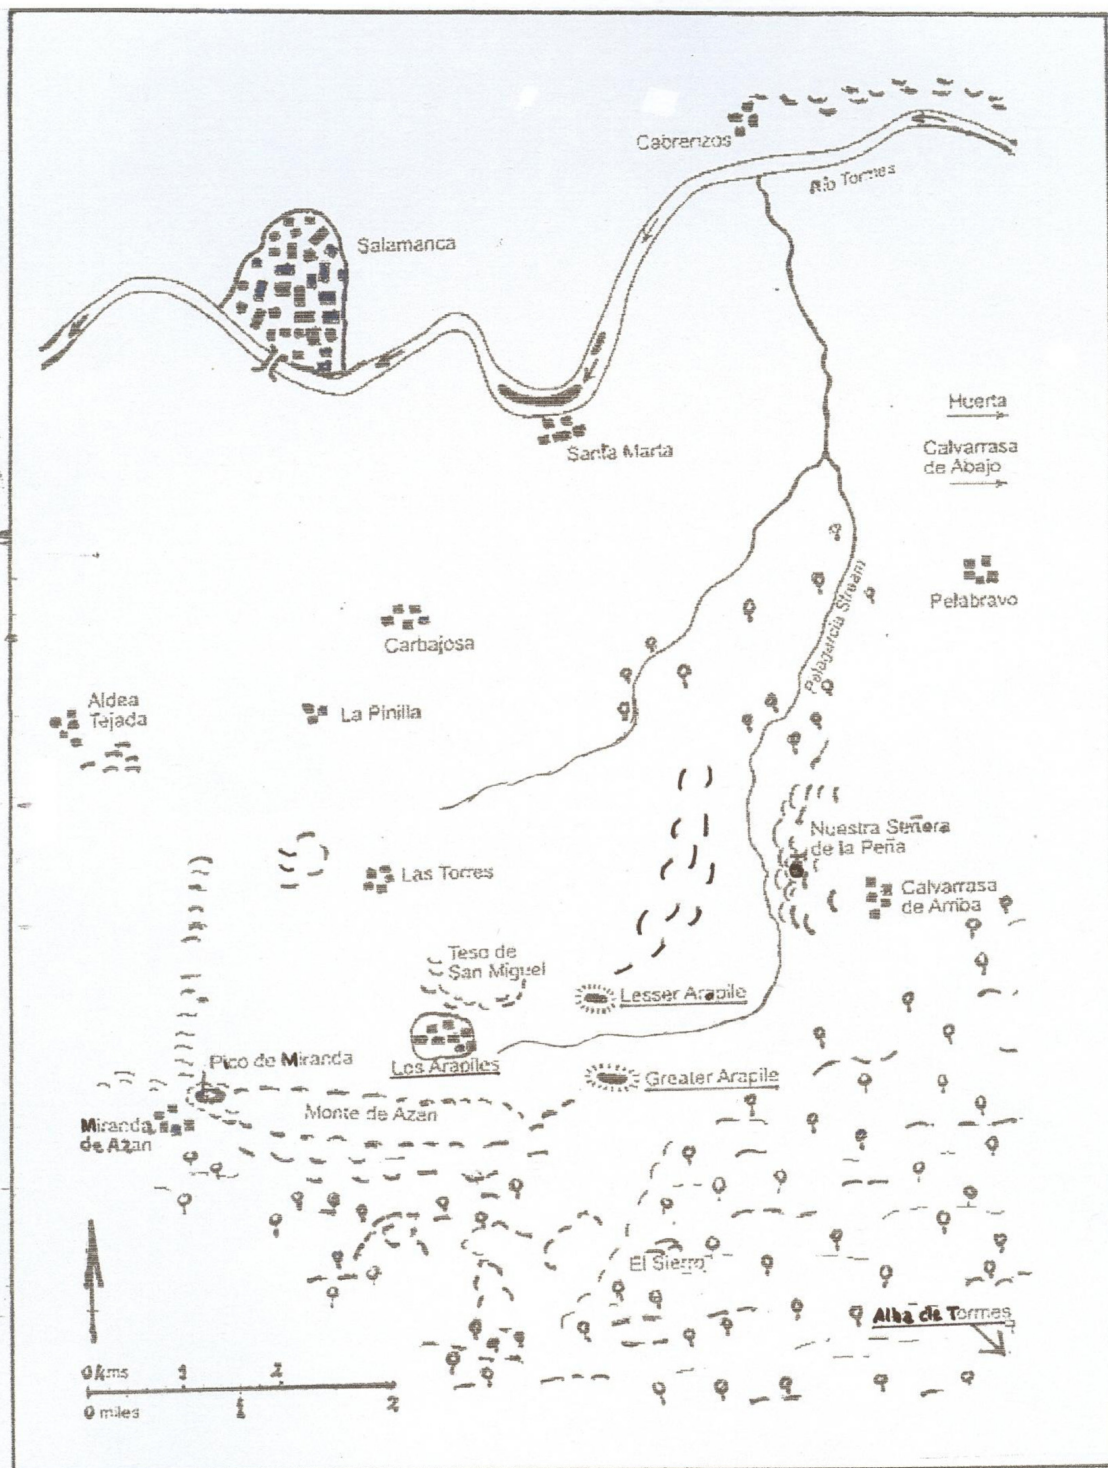 Cabrenzos
Rio Tormes
Salamanca
Huerta
Santa Marta
Calvarrasa
de Abajo
Pelabravo
Pelagarcia Stream
Carbajosa
Aldea
Tejada
La Pinilla
Nuestra Señora
de la Peña
Las Torres
Calvarrasa
de Arriba
Teso de
San Miguel
Lesser Arapile
Los Arapiles
Pico de Miranda
Greater Arapile
Monte de Azan
Miranda
de Azan
El Sierro
Alba de Tormes
0 kms 1 2
0 miles 1 2